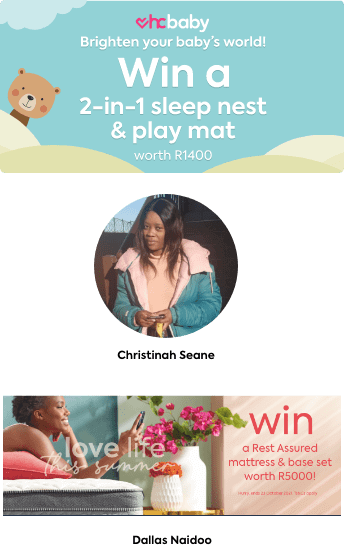 hcbaby
Brighten your baby's world!
Win a
2-in-1 sleep nest
& play mat
worth R1400
Christinah Seane
love life
this summer
win
a Rest Assured
mattress & base set
worth R5000!
Dallas Naidoo